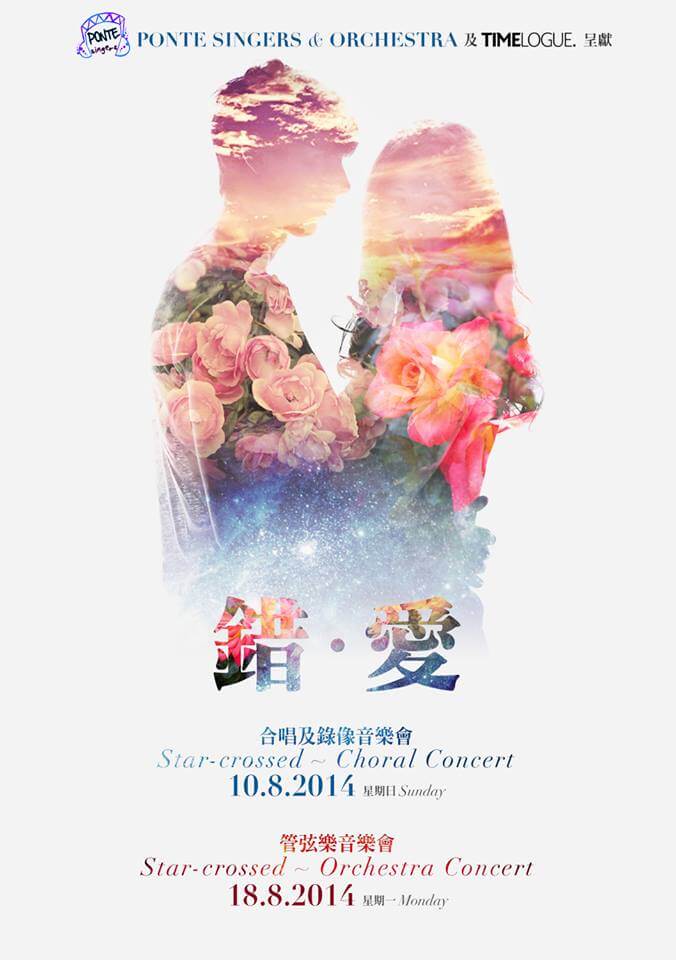 PONTE singers PONTE SINGERS & ORCHESTRA 及 TIMELOGUE. 呈獻
錯·愛
合唱及錄像音樂會
Star-crossed ~ Choral Concert
10.8.2014 星期日 Sunday
管弦樂音樂會
Star-crossed ~ Orchestra Concert
18.8.2014 星期一 Monday